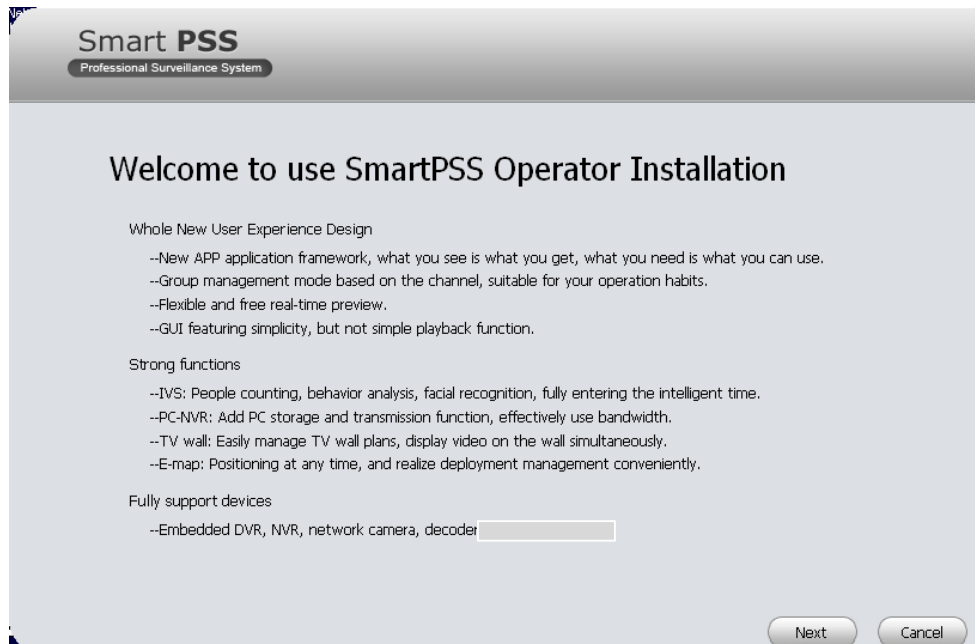 Smart PSS
Professional Surveillance System
Welcome to use SmartPSS Operator Installation
Whole New User Experience Design
--New APP application framework, what you see is what you get, what you need is what you can use.
--Group management mode based on the channel, suitable for your operation habits.
--Flexible and free real-time preview.
--GUI featuring simplicity, but not simple playback function.
Strong functions
--IVS: People counting, behavior analysis, facial recognition, fully entering the intelligent time.
--PC-NVR: Add PC storage and transmission function, effectively use bandwidth.
--TV wall: Easily manage TV wall plans, display video on the wall simultaneously.
--E-map: Positioning at any time, and realize deployment management conveniently.
Fully support devices
--Embedded DVR, NVR, network camera, decoder
Next
Cancel